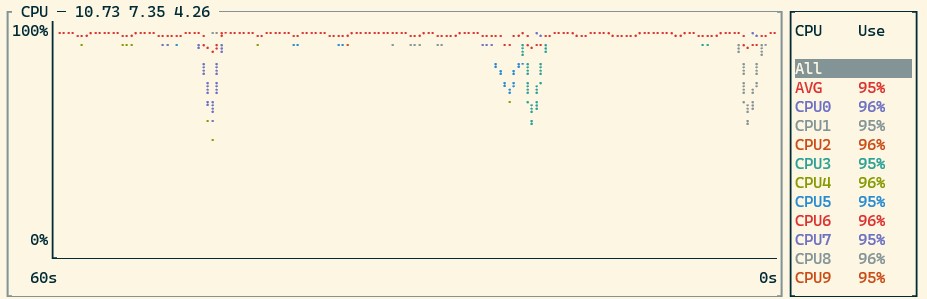 CPU — 10.73 7.35 4.26
100%
0%
60s 0s
CPU Use
All
AVG 95%
CPU0 96%
CPU1 95%
CPU2 96%
CPU3 95%
CPU4 96%
CPU5 95%
CPU6 96%
CPU7 95%
CPU8 96%
CPU9 95%